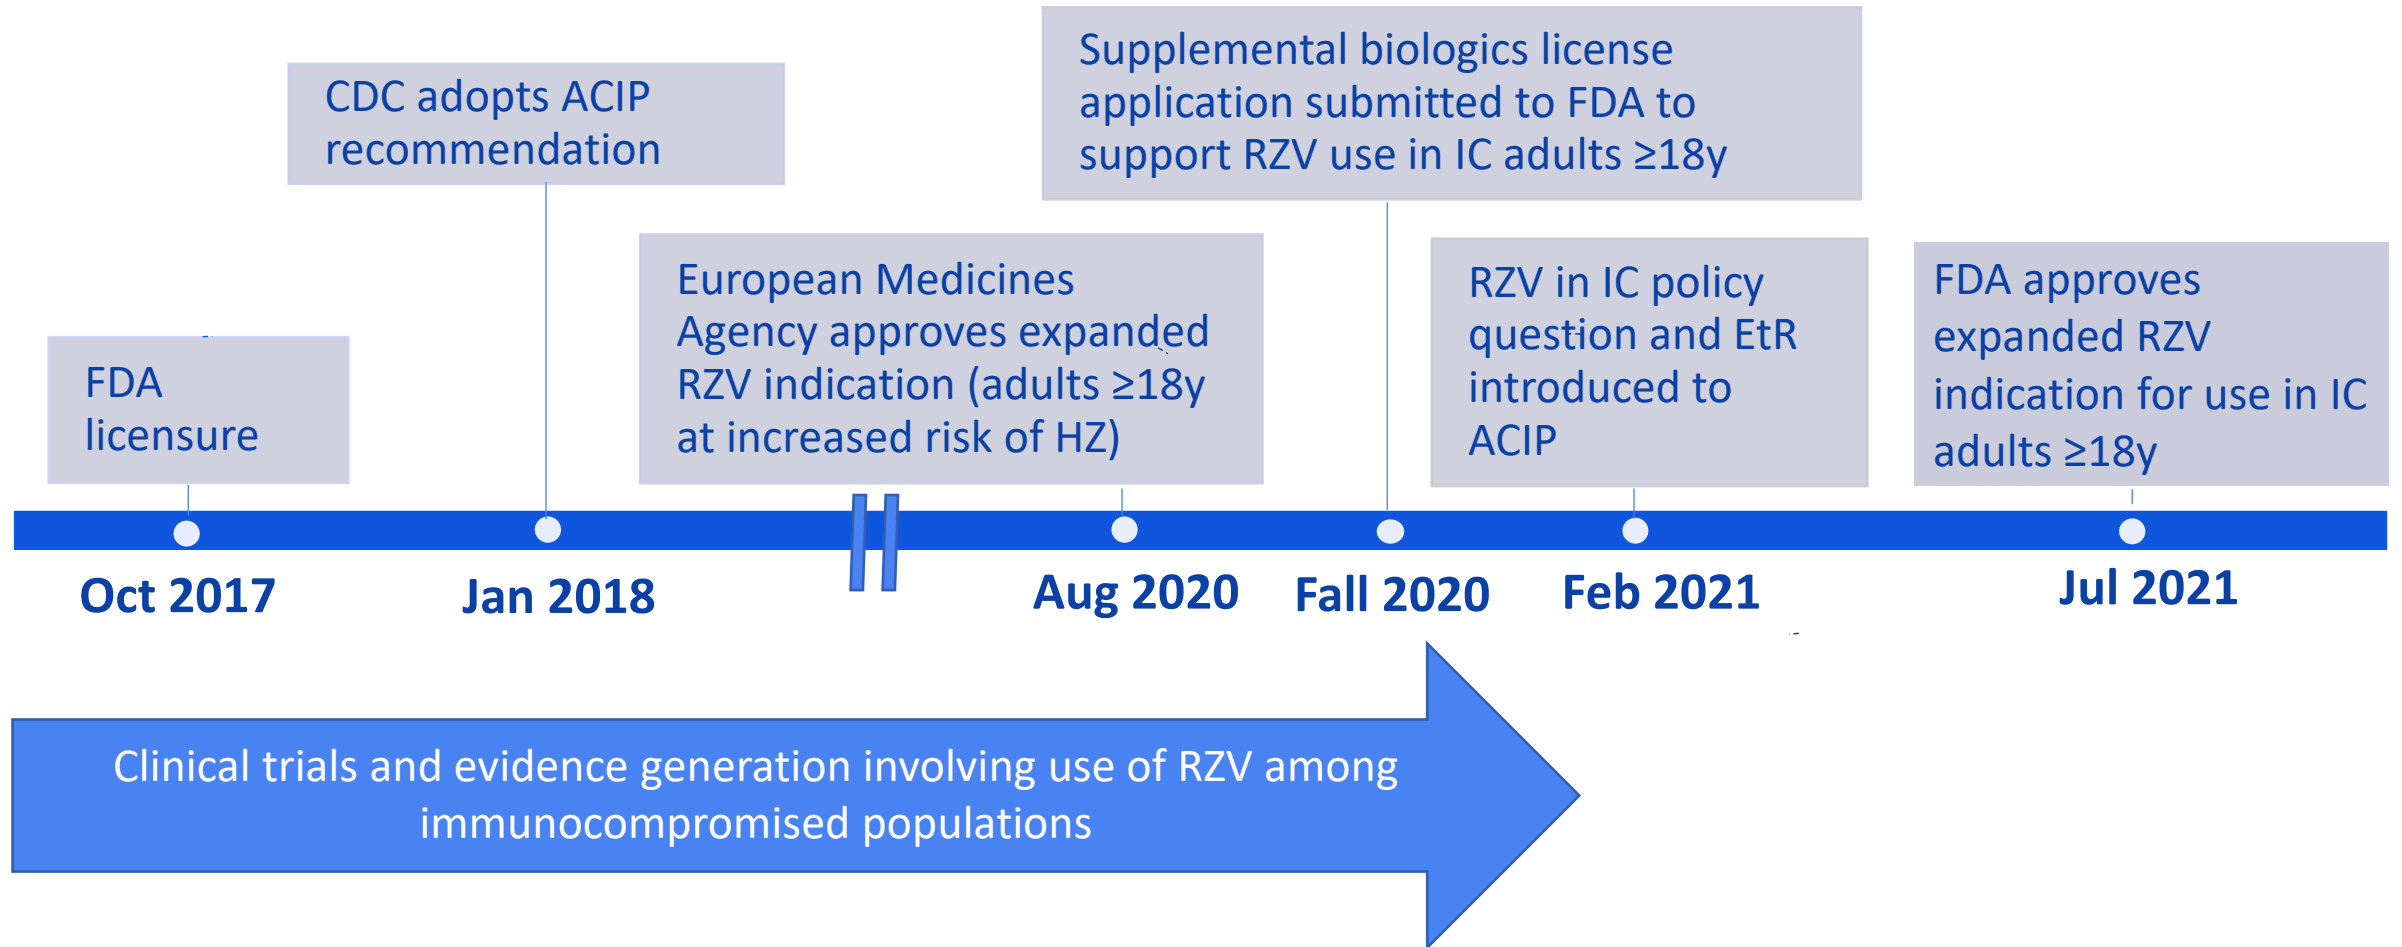 FDA
licensure
CDC adopts ACIP
recommendation
European Medicines
Agency approves expanded
RZV indication (adults ≥18y
at increased risk of HZ)
Supplemental biologics license
application submitted to FDA to
support RZV use in IC adults ≥18y
RZV in IC policy
question and EtR
introduced to
ACIP
FDA approves
expanded RZV
indication for use in IC
adults ≥18y
Oct 2017
Jan 2018
Aug 2020
Fall 2020
Feb 2021
Jul 2021
Clinical trials and evidence generation involving use of RZV among
immunocompromised populations